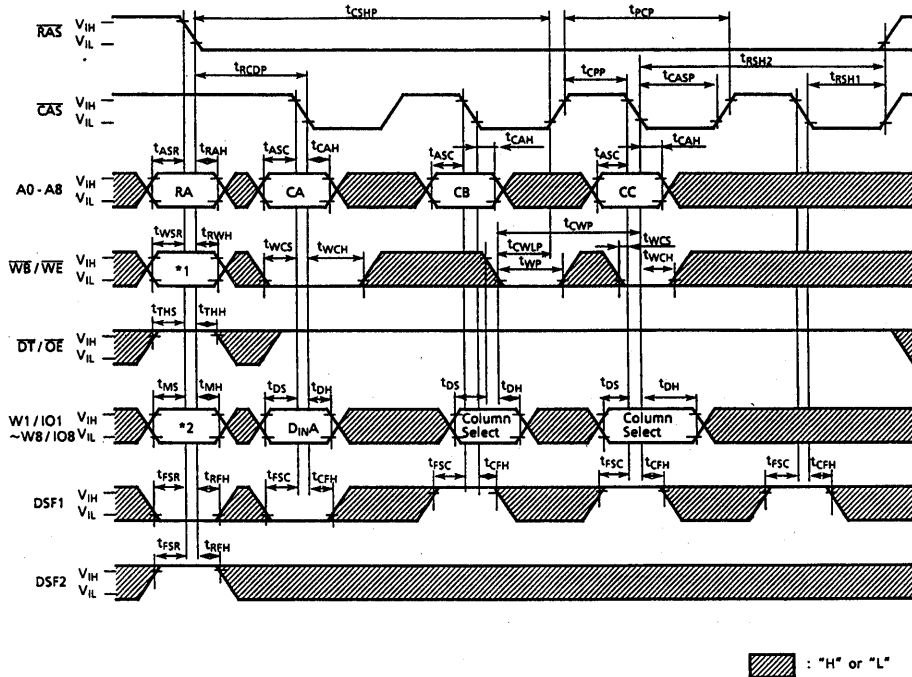 tCSHP tPCP
RAS VIH
VIL
tRCDP tRSH2
tCPP tCASP tRSH1
CAS VIH
VIL
tCAH tCAH
tASR tRAH tASC tCAH tASC tASC
A0 - A8 VIH
VIL
RA CA CB CC
tCWP
tWSR tRWH tWCS tWCH tCWLP tWCS
tWP tWCH
WB / WE VIH
VIL
*1
tTHS tTHH
DT / OE VIH
VIL
tMS tMH tDS tDH tDS tDH tDS tDH
W1 / IO1 VIH
~W8 / IO8 VIL
*2 DINA Column Select Column Select
tFSR tRFH tFSC tCFH tFSC tCFH tFSC tCFH tFSC tCFH
DSF1 VIH
VIL
tFSR tRFH
DSF2 VIH
VIL
: "H" or "L"